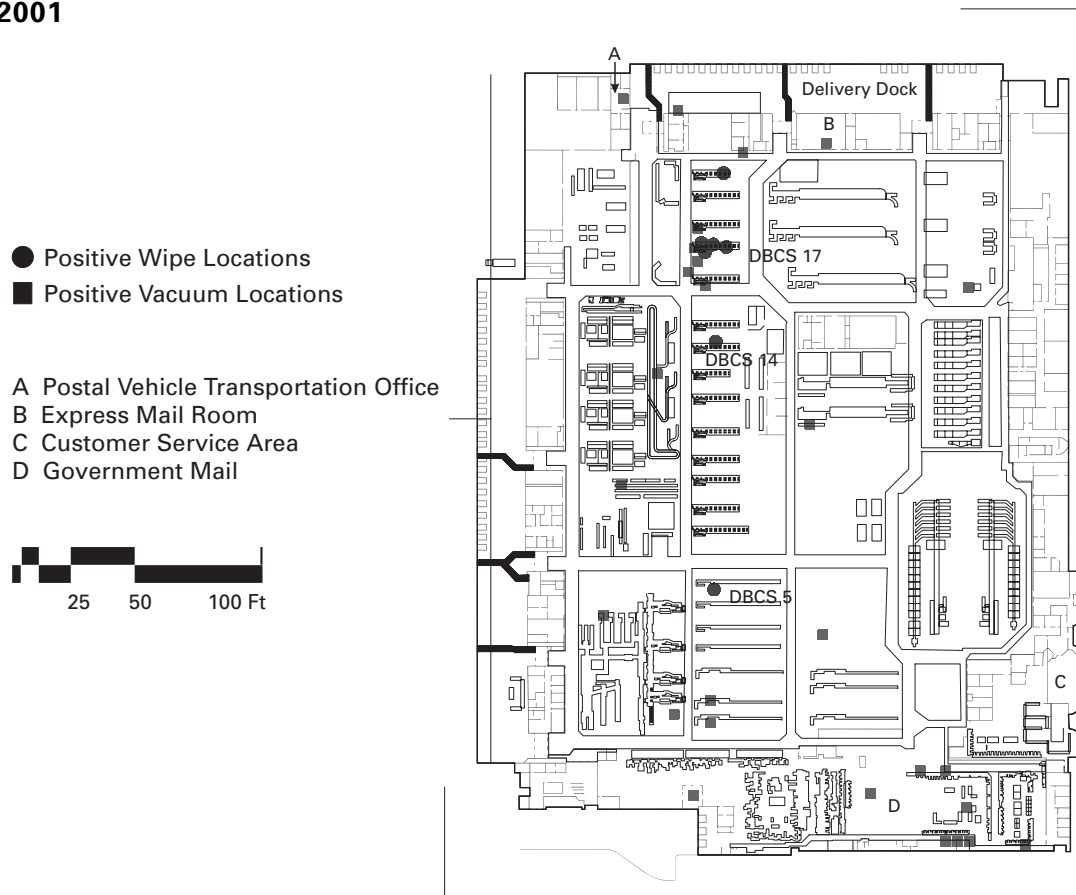 2001
A
Delivery Dock
B
DBCS 17
Positive Wipe Locations
Positive Vacuum Locations
DBCS 14
A Postal Vehicle Transportation Office
B Express Mail Room
C Customer Service Area
D Government Mail
25 50 100 Ft
DBCS 5
C
D